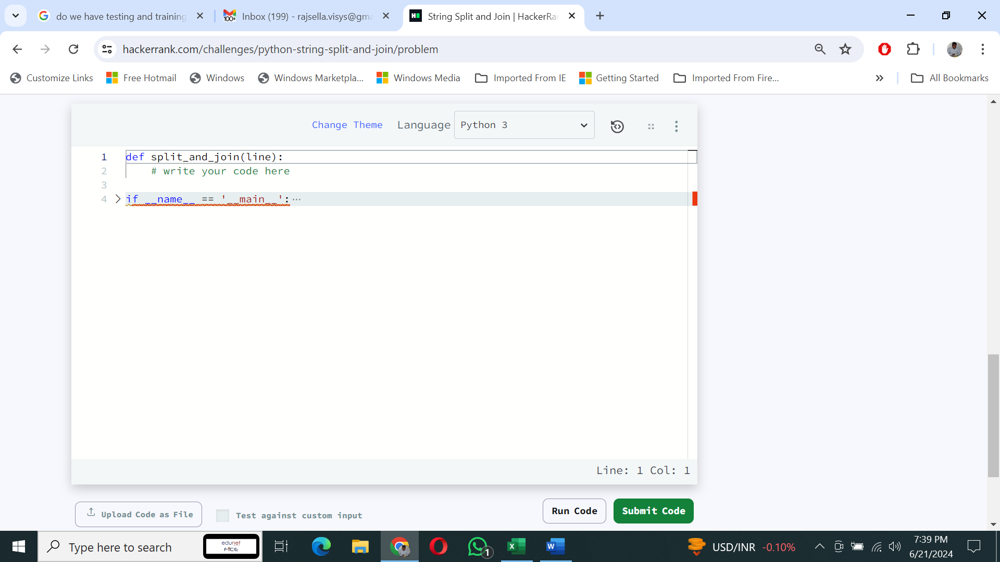 do we have testing and training
Inbox (199) - rajsella.visys@gma
String Split and Join | HackerRa
hackerrank.com/challenges/python-string-split-and-join/problem
Customize Links
Free Hotmail
Windows
Windows Marketpla...
Windows Media
Imported From IE
Getting Started
Imported From Fire...
All Bookmarks
Change Theme
Language
Python 3
1 def split_and_join(line):
2 # write your code here
3
4 if __name__ == '__main__':···
Line: 1 Col: 1
Upload Code as File
Test against custom input
Run Code
Submit Code
Type here to search
edunet
FICE
1
USD/INR -0.10%
7:39 PM
6/21/2024